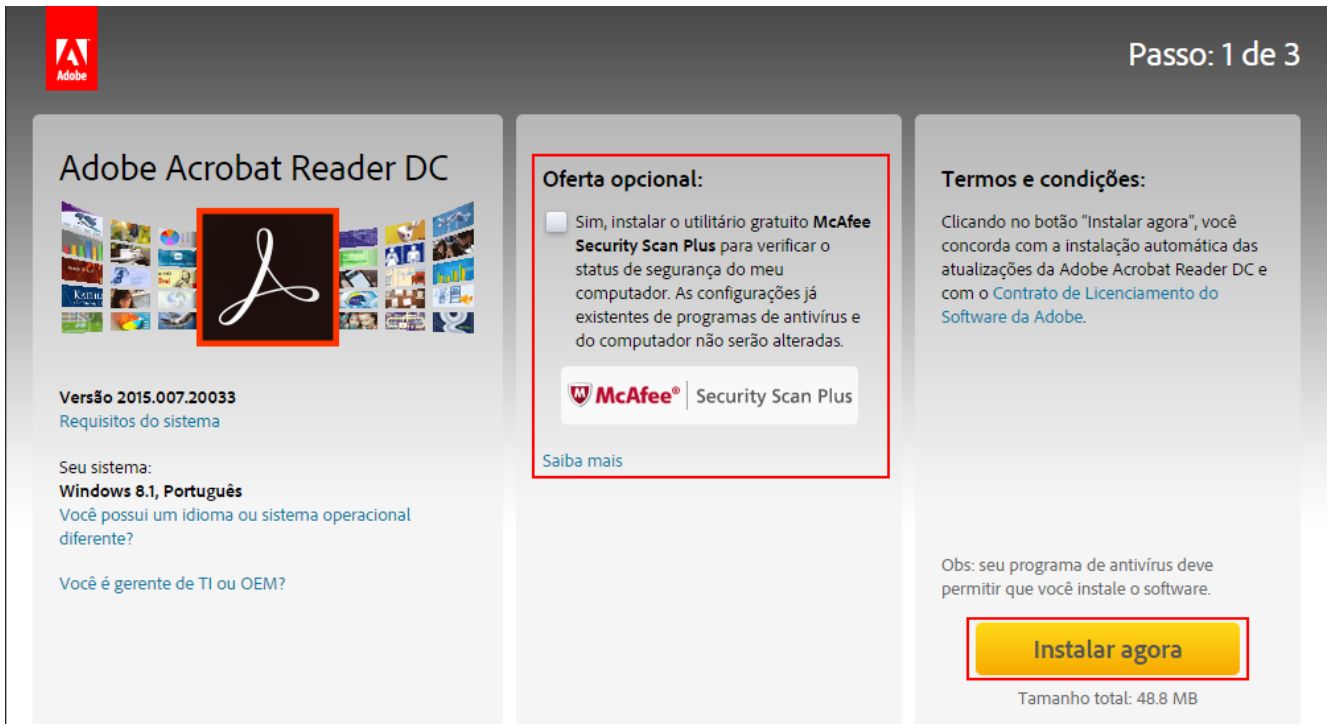 Adobe
Passo: 1 de 3
Adobe Acrobat Reader DC
Versão 2015.007.20033
Requisitos do sistema
Seu sistema:
Windows 8.1, Português
Você possui um idioma ou sistema operacional
diferente?
Você é gerente de TI ou OEM?
Oferta opcional:
Sim, instalar o utilitário gratuito McAfee
Security Scan Plus para verificar o
status de segurança do meu
computador. As configurações já
existentes de programas de antivírus e
do computador não serão alteradas.
McAfee® Security Scan Plus
Saiba mais
Termos e condições:
Clicando no botão "Instalar agora", você
concorda com a instalação automática das
atualizações da Adobe Acrobat Reader DC e
com o Contrato de Licenciamento do
Software da Adobe.
Obs: seu programa de antivírus deve
permitir que você instale o software.
Instalar agora
Tamanho total: 48.8 MB